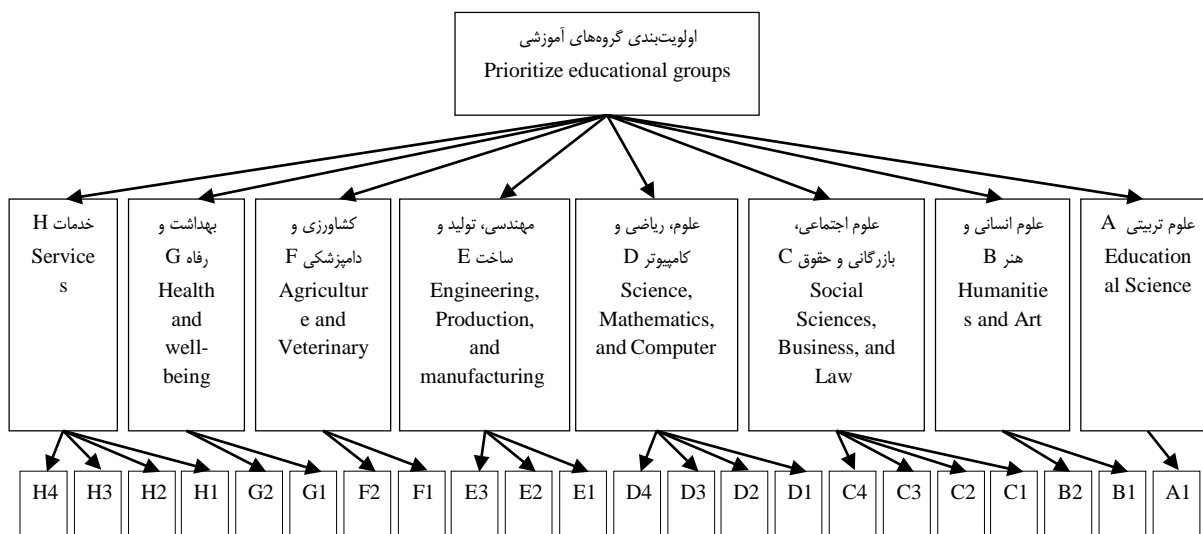 اولویت‌بندی گروه‌های آموزشی
Prioritize educational groups
علوم تربیتی A
Education
al Science
علوم انسانی و
هنر B
Humanitie
s and Art
علوم اجتماعی،
بازرگانی و حقوق C
Social
Sciences,
Business, and
Law
علوم، ریاضی و
کامپیوتر D
Science,
Mathematics,
and Computer
مهندسی، تولید و
ساخت E
Engineering,
Production,
and
manufacturing
کشاورزی و
دامپزشکی F
Agricultur
e and
Veterinary
بهداشت و
رفاه G
Health
and
well-
being
خدمات H
Service
s
A1
B1
B2
C1
C2
C3
C4
D1
D2
D3
D4
E1
E2
E3
F1
F2
G1
G2
H1
H2
H3
H4